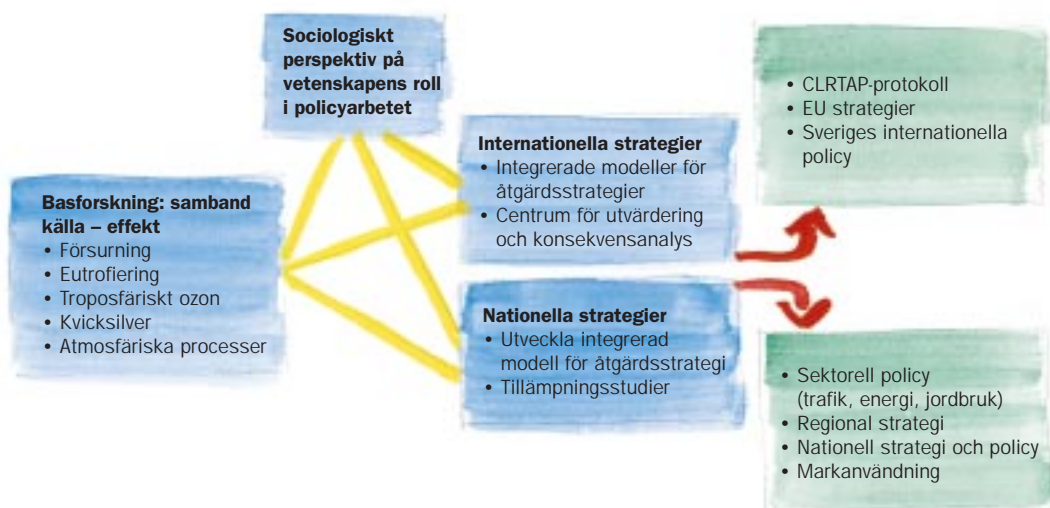 Sociologiskt
perspektiv på
vetenskapens roll
i policyarbetet
Basforskning: samband
källa – effekt
• Försurning
• Eutrofiering
• Troposfäriskt ozon
• Kvicksilver
• Atmosfäriska processer
Internationella strategier
• Integrerade modeller för
åtgärdsstrategier
• Centrum för utvärdering
och konsekvensanalys
Nationella strategier
• Utveckla integrerad
modell för åtgärdsstrategi
• Tillämpningsstudier
• CLRTAP-protokoll
• EU strategier
• Sveriges internationella
policy
• Sektorell policy
(trafik, energi, jordbruk)
• Regional strategi
• Nationell strategi och policy
• Markanvändning